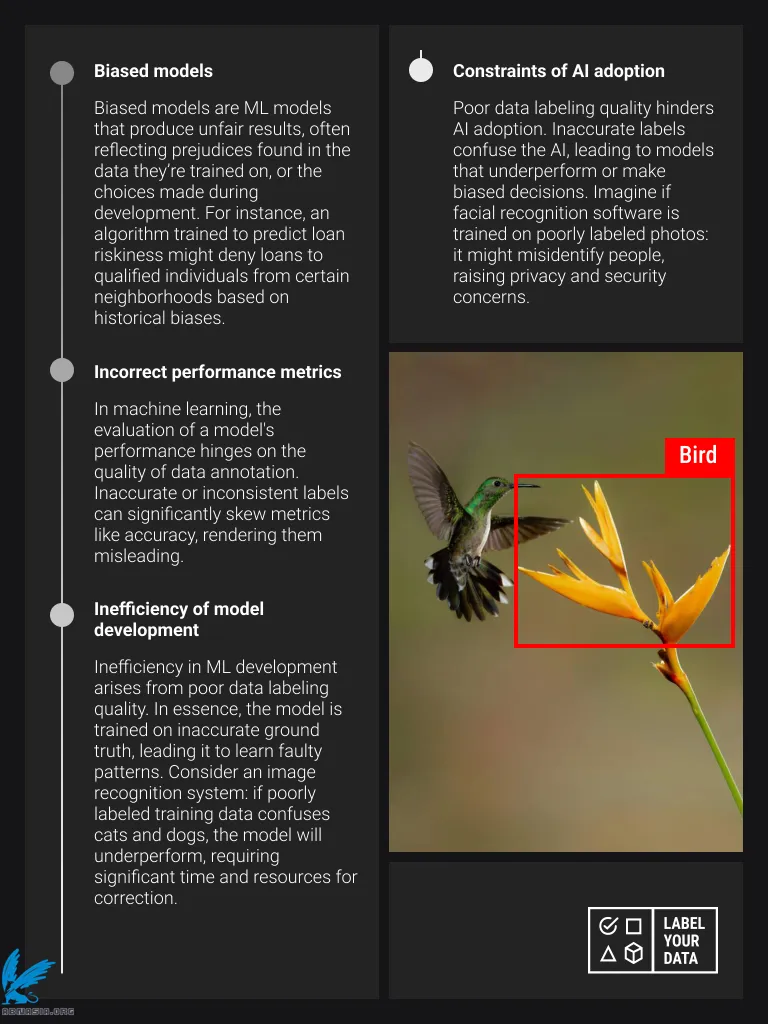 Biased models
Biased models are ML models
that produce unfair results, often
reflecting prejudices found in the
data they're trained on, or the
choices made during
development. For instance, an
algorithm trained to predict loan
riskiness might deny loans to
qualified individuals from certain
neighborhoods based on
historical biases.
Incorrect performance metrics
In machine learning, the
evaluation of a model's
performance hinges on the
quality of data annotation.
Inaccurate or inconsistent labels
can significantly skew metrics
like accuracy, rendering them
misleading.
Inefficiency of model
development
Inefficiency in ML development
arises from poor data labeling
quality. In essence, the model is
trained on inaccurate ground
truth, leading it to learn faulty
patterns. Consider an image
recognition system: if poorly
labeled training data confuses
cats and dogs, the model will
underperform, requiring
significant time and resources for
correction.
Constraints of AI adoption
Poor data labeling quality hinders
AI adoption. Inaccurate labels
confuse the AI, leading to models
that underperform or make
biased decisions. Imagine if
facial recognition software is
trained on poorly labeled photos:
it might misidentify people,
raising privacy and security
concerns.
Bird
LABEL
YOUR
DATA